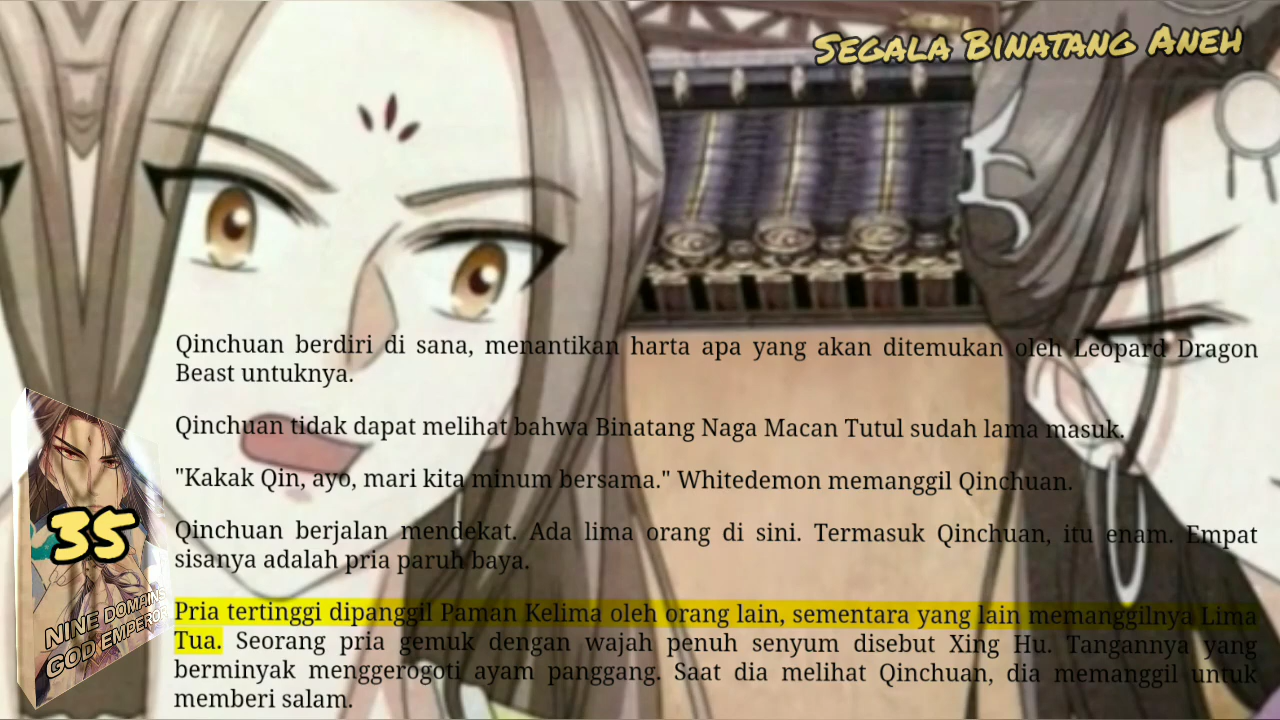 Segala Binatang Aneh
Qinchuan berdiri di sana, menantikan harta apa yang akan ditemukan oleh Leopard Dragon
Beast untuknya.
Qinchuan tidak dapat melihat bahwa Binatang Naga Macan Tutul sudah lama masuk.
"Kakak Qin, ayo, mari kita minum bersama." Whitedemon memanggil Qinchuan.
Qinchuan berjalan mendekat. Ada lima orang di sini. Termasuk Qinchuan, itu enam. Empat
sisanya adalah pria paruh baya.
Pria tertinggi dipanggil Paman Kelima oleh orang lain, sementara yang lain memanggilnya Lima
Tua. Seorang pria gemuk dengan wajah penuh senyum disebut Xing Hu. Tangannya yang
berminyak menggerogoti ayam panggang. Saat dia melihat Qinchuan, dia memanggil untuk
memberi salam.
35
NINE DOMAINS
GOD EMPEROR